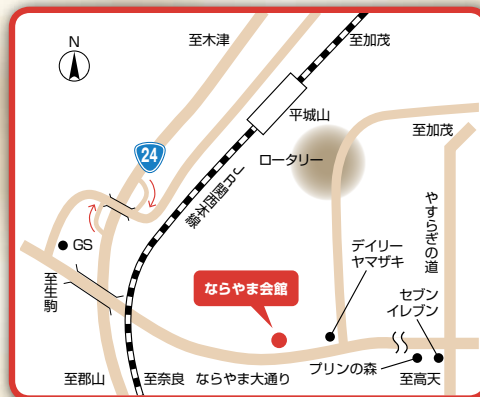 N
至木津
至加茂
平城山
24
ロータリー
至加茂
JR関西本線
やすらぎの道
GS
デイリー
ヤマザキ
至生駒
ならやま会館
セブン
イレブン
プリンの森
至郡山
至奈良
ならやま大通り
至高天